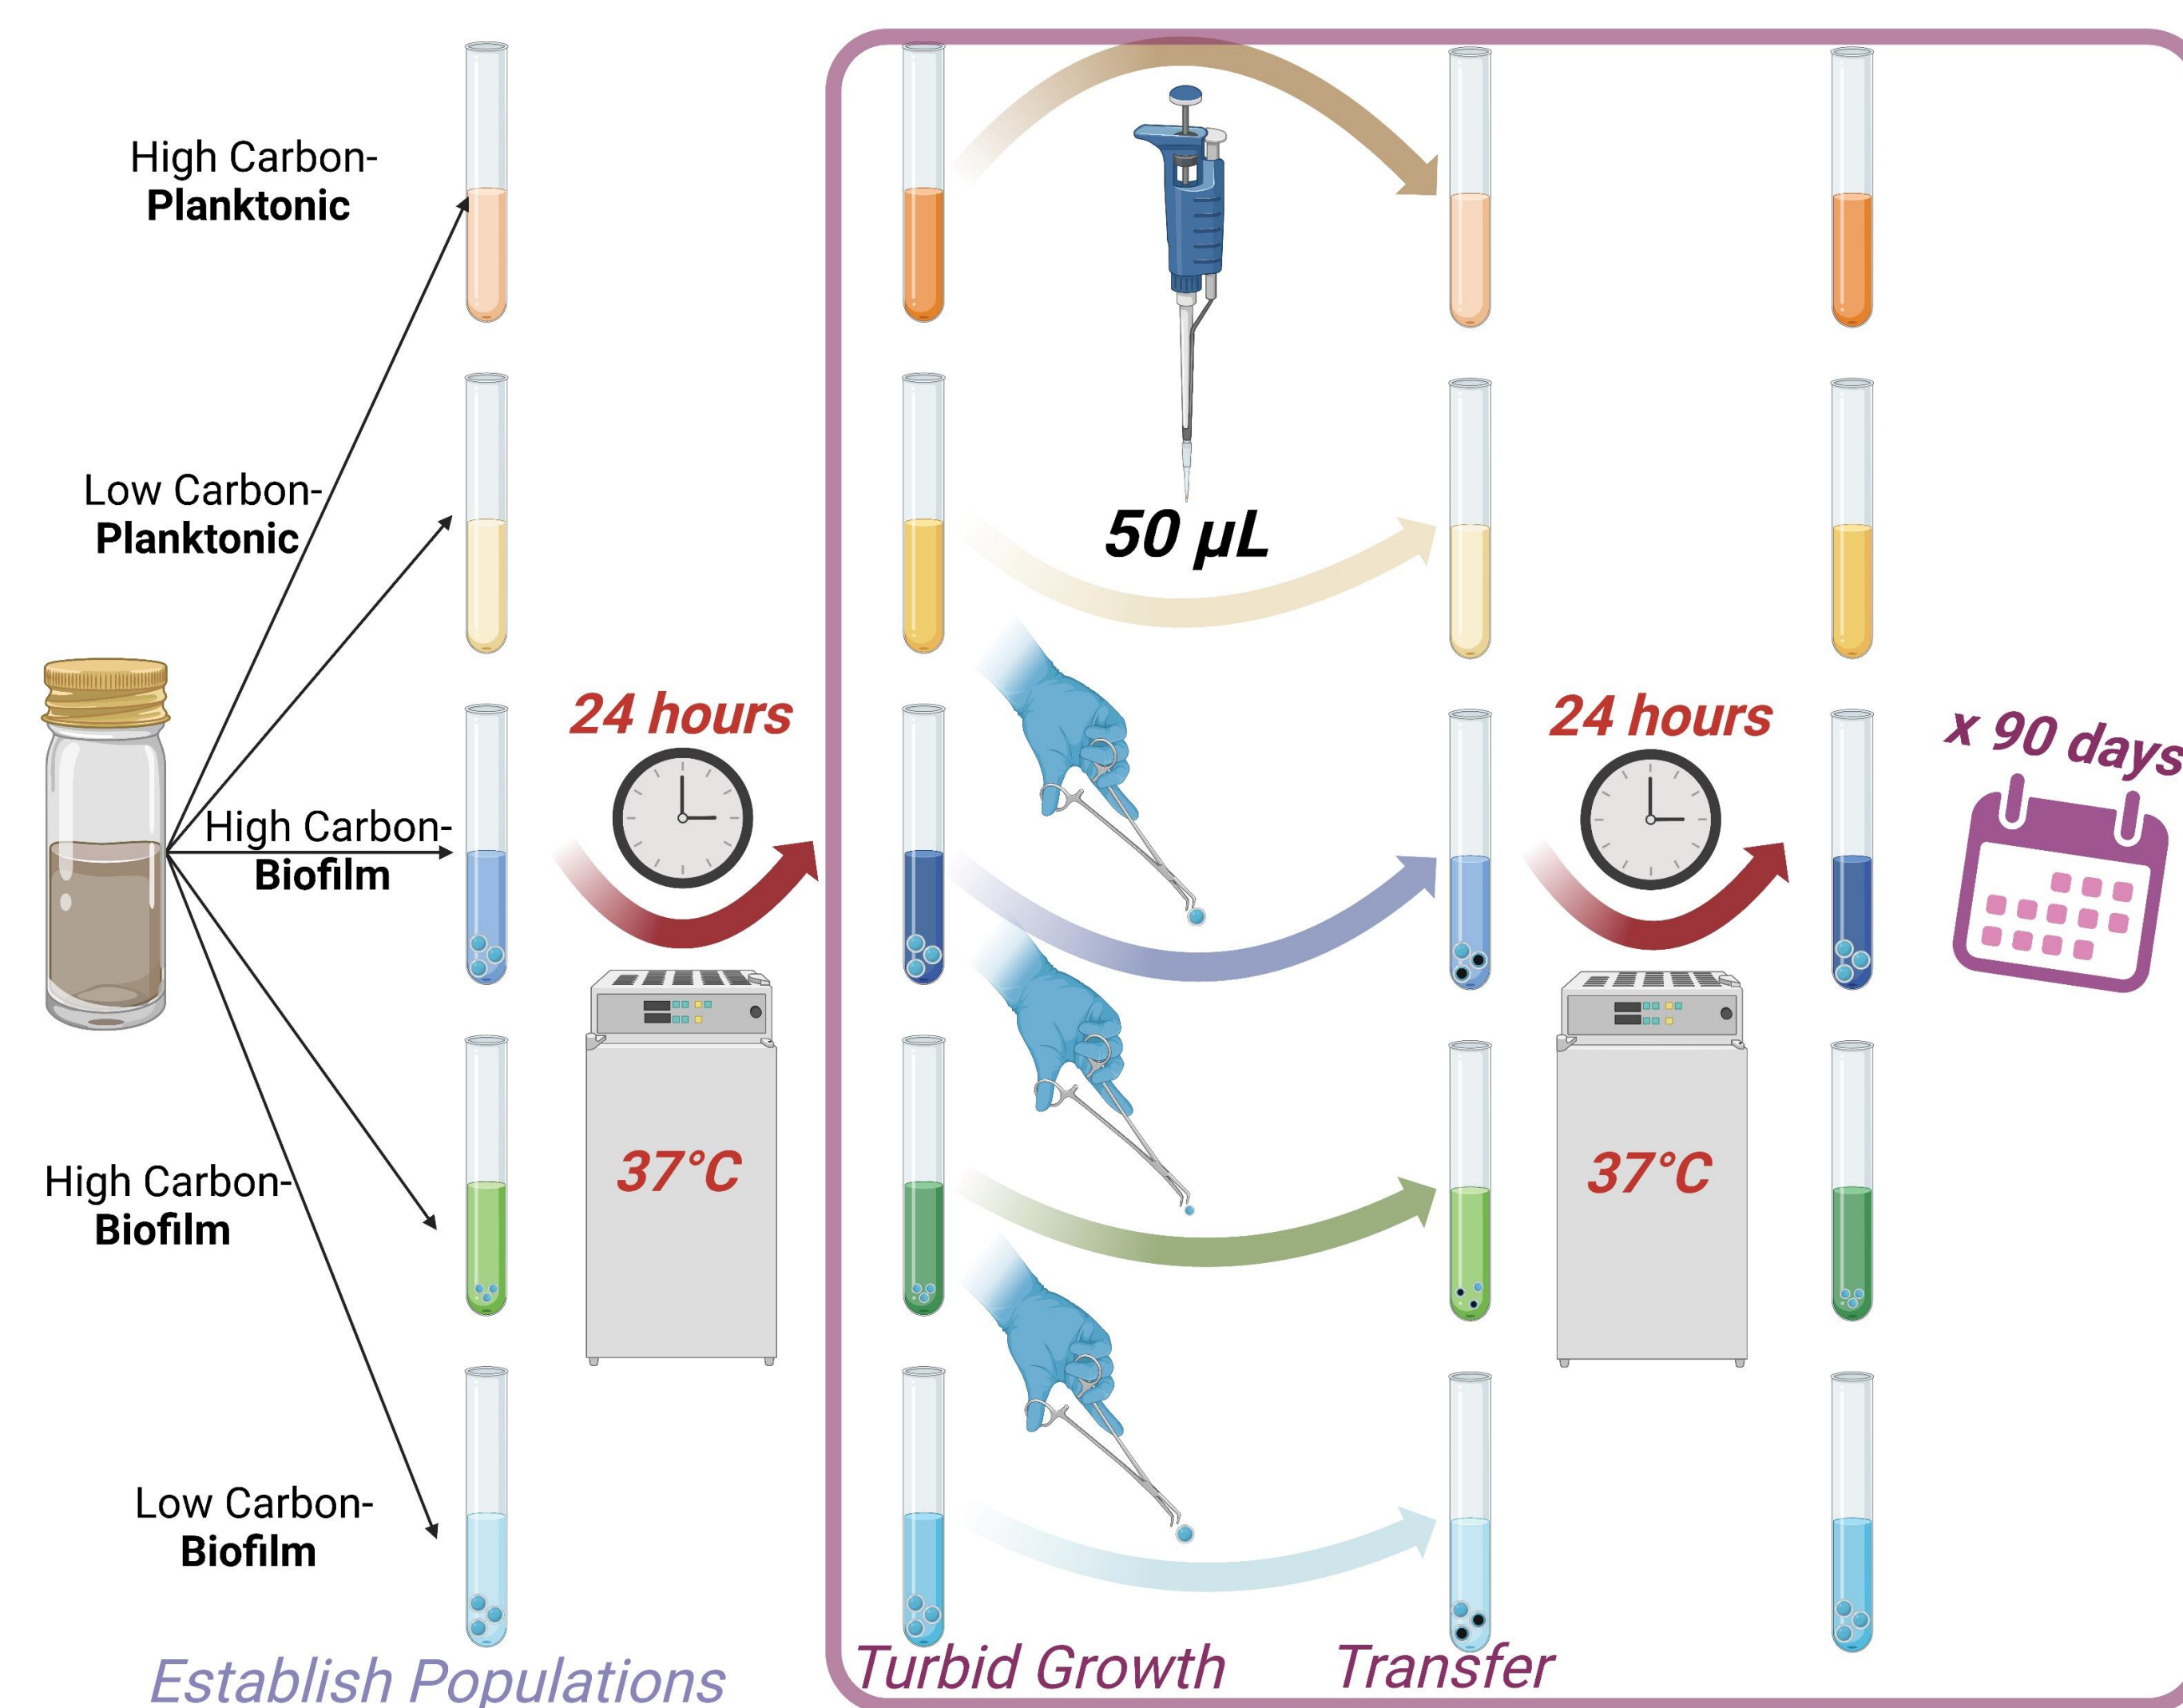 High Carbon-
Planktonic
Low Carbon-
Planktonic
50 µL
24 hours
24 hours
x 90 days
High Carbon-
Biofilm
37°C
37°C
High Carbon-
Biofilm
Low Carbon-
Biofilm
Establish Populations
Turbid Growth
Transfer